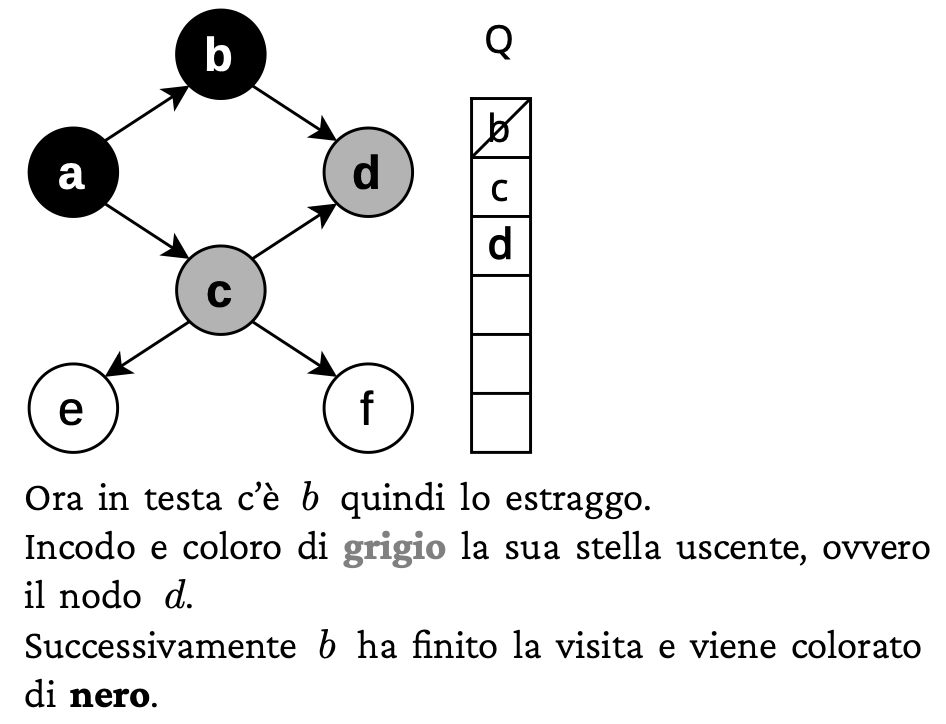 b
Q
b
a
d
c
c
d
e
f
Ora in testa c'è b quindi lo estraggo.
Incodo e coloro di grigio la sua stella uscente, ovvero
il nodo d.
Successivamente b ha finito la visita e viene colorato
di nero.